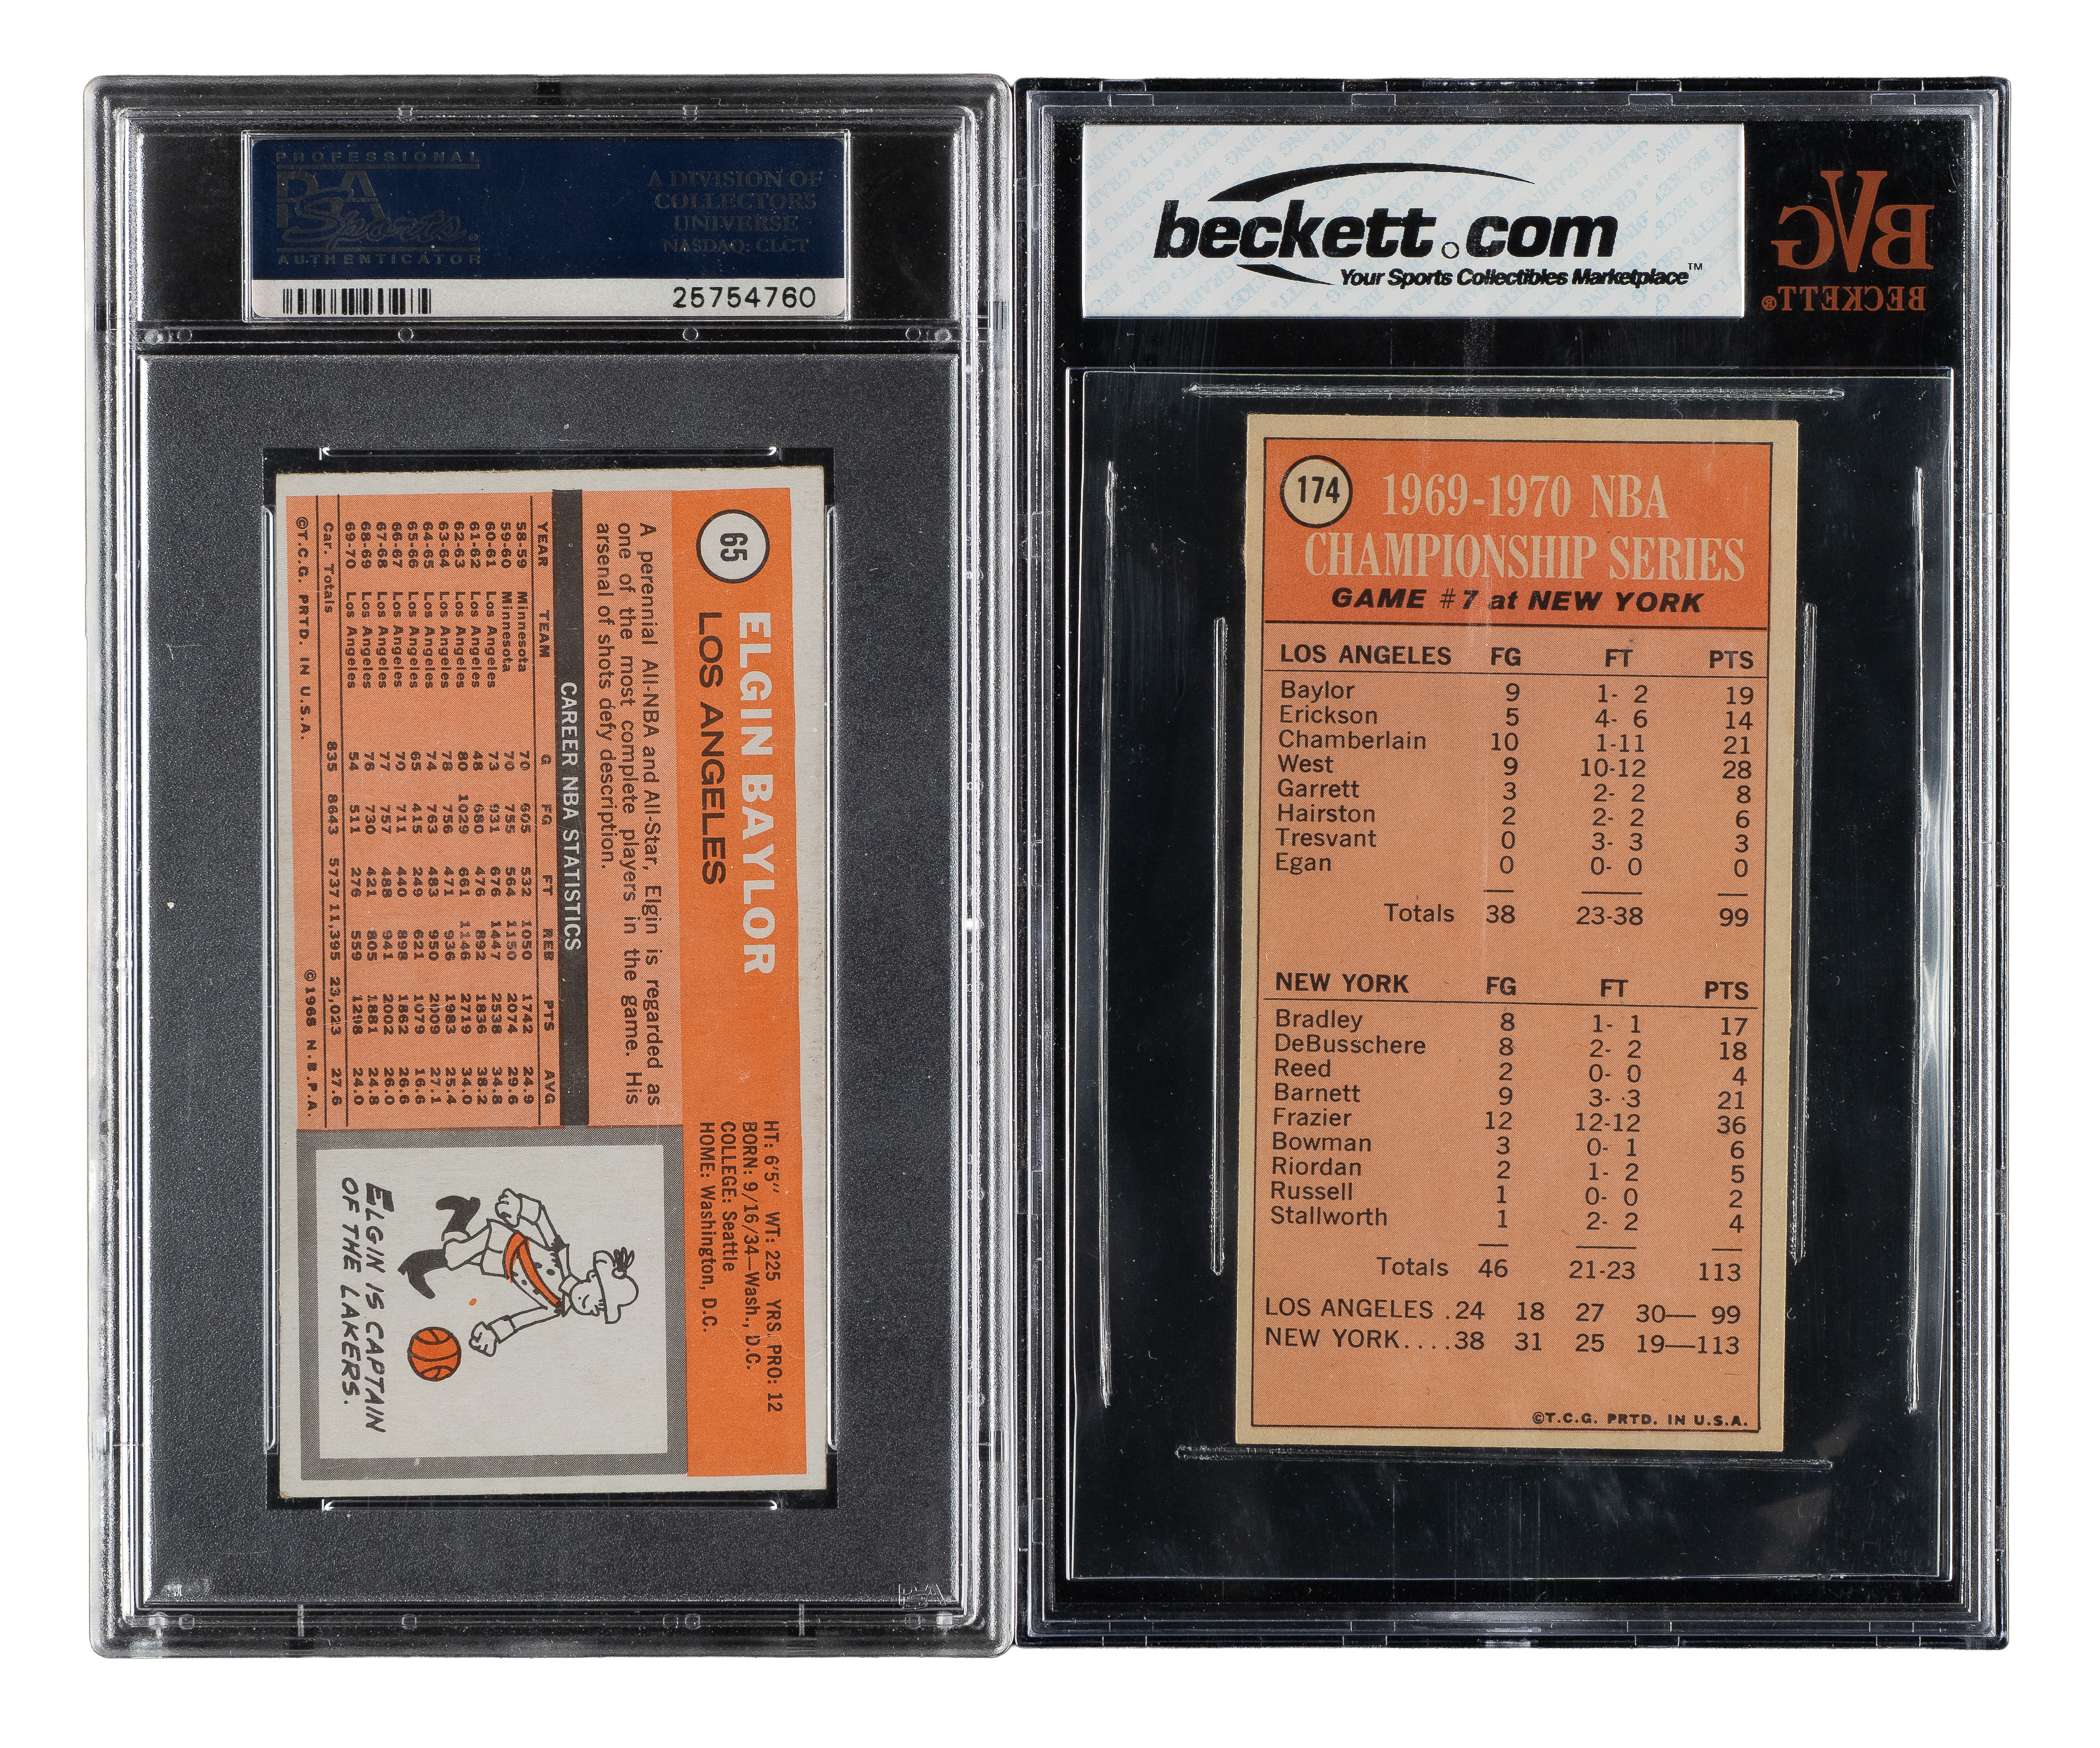 PROFESSIONAL
PSA
Sports
AUTHENTICATOR
A DIVISION OF
COLLECTORS
UNIVERSE
NASDAQ: CLCT
25754760
65
ELGIN BAYLOR
LOS ANGELES
HT: 6'5" WT: 225 YRS. PRO: 12
BORN: 9/16/34—Wash., D.C.
COLLEGE: Seattle
HOME: Washington, D.C.
A perennial All-NBA and All-Star, Elgin is regarded as
one of the most complete players in the game. His
arsenal of shots defy description.
CAREER NBA STATISTICS
YEAR TEAM G FG FT REB PTS AVG
58-59 Minnesota 70 605 532 1050 1742 24.9
59-60 Minnesota 70 755 564 1150 2074 29.6
60-61 Los Angeles 73 931 676 1447 2538 34.8
61-62 Los Angeles 48 680 476 892 1836 38.2
62-63 Los Angeles 80 1029 661 1146 2719 34.0
63-64 Los Angeles 78 756 471 936 1983 25.4
64-65 Los Angeles 74 763 483 950 2009 27.1
65-66 Los Angeles 65 415 249 621 1079 16.6
66-67 Los Angeles 70 711 440 898 1862 26.6
67-68 Los Angeles 77 757 488 941 2002 26.0
68-69 Los Angeles 76 730 421 805 1881 24.8
69-70 Los Angeles 54 511 276 559 1298 24.0
Car. Totals 835 8643 5737 11,395 23,023 27.6
©T.C.G. PRTD. IN U.S.A. ©1968 N.B.P.A.
ELGIN IS CAPTAIN
OF THE LAKERS.
PSA
beckett.com
Your Sports Collectibles Marketplace™
BVG
BECKETT®
174
1969-1970 NBA
CHAMPIONSHIP SERIES
GAME #7 at NEW YORK
LOS ANGELES FG FT PTS
Baylor 9 1- 2 19
Erickson 5 4- 6 14
Chamberlain 10 1-11 21
West 9 10-12 28
Garrett 3 2- 2 8
Hairston 2 2- 2 6
Tresvant 0 3- 3 3
Egan 0 0- 0 0
Totals 38 23-38 99
NEW YORK FG FT PTS
Bradley 8 1- 1 17
DeBusschere 8 2- 2 18
Reed 2 0- 0 4
Barnett 9 3- 3 21
Frazier 12 12-12 36
Bowman 3 0- 1 6
Riordan 2 1- 2 5
Russell 1 0- 0 2
Stallworth 1 2- 2 4
Totals 46 21-23 113
LOS ANGELES .24 18 27 30— 99
NEW YORK....38 31 25 19—113
©T.C.G. PRTD. IN U.S.A.